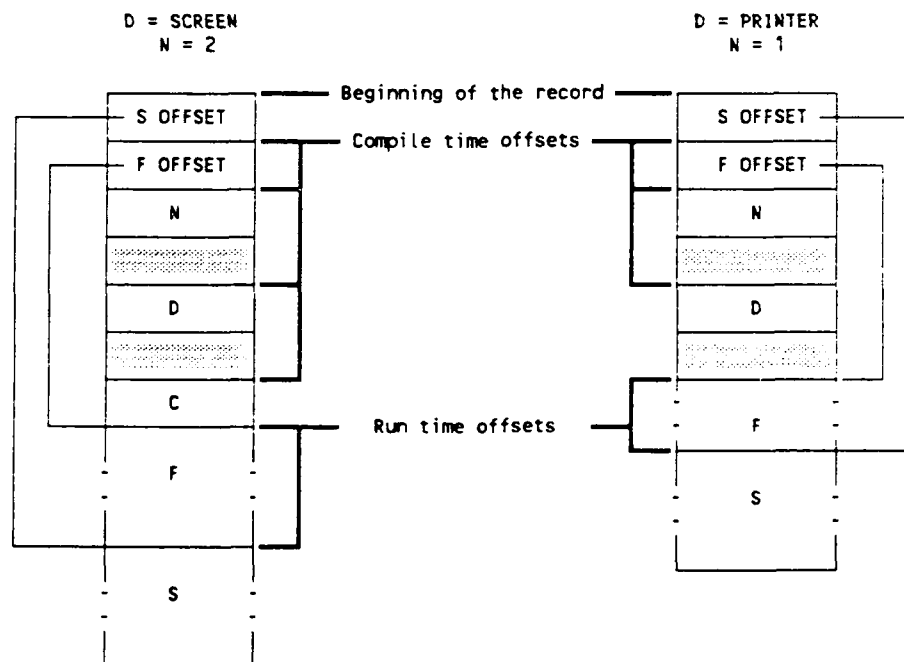 D = SCREEN
N = 2
D = PRINTER
N = 1
Beginning of the record
S OFFSET
S OFFSET
Compile time offsets
F OFFSET
F OFFSET
N
N
D
D
C
Run time offsets
F
F
S
S